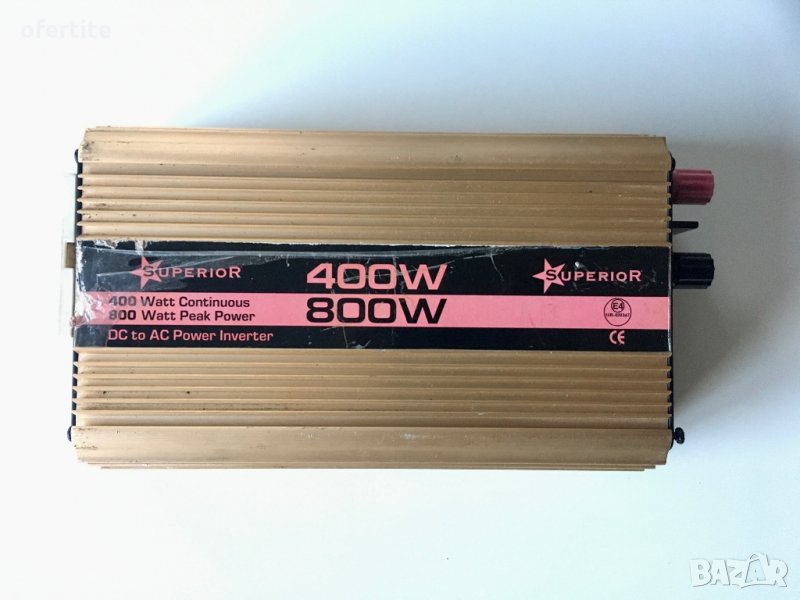 ofertite
SUPERIOR 400W SUPERIOR
400 Watt Continuous
800 Watt Peak Power
800W
E4
DC to AC Power Inverter
CE
BAZAR